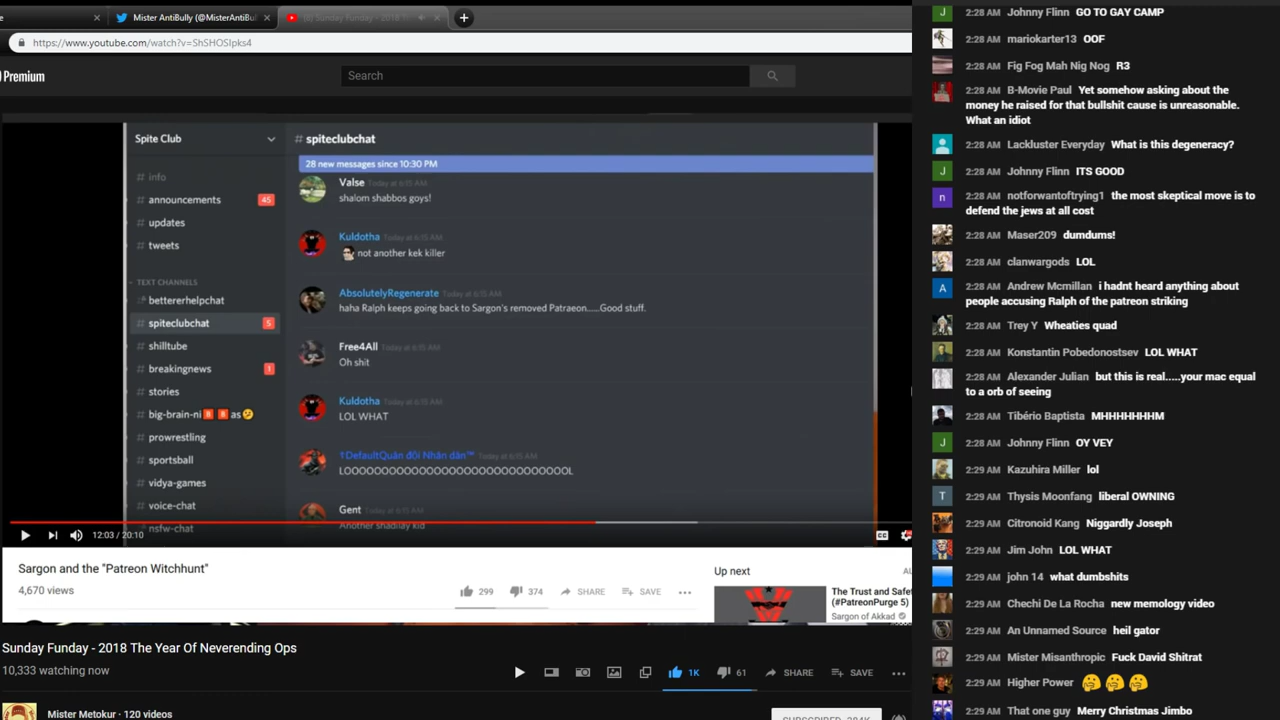 Mister AntiBully (@MisterAntiBul
Sunday Funday - 2018
https://www.youtube.com/watch?v=ShSHOSIpks4
Premium
Search
Spite Club
# spiteclubchat
28 new messages since 10:30 PM
# info
# announcements 45
# updates
# tweets
TEXT CHANNELS
# bettererhelpchat
# spiteclubchat 5
# shilltube
# breakingnews 1
# stories
# big-brain-ni🅱️🅱️as😕
# prowrestling
# sportsball
# vidya-games
# voice-chat
# nsfw-chat
Valse Today at 6:15 AM
shalom shabbos goys!
Kuldotha Today at 6:15 AM
not another kek killer
AbsolutelyRegenerate Today at 6:15 AM
haha Ralph keeps going back to Sargon's removed Patraeon.....Good stuff.
Free4All Today at 6:15 AM
Oh shit
Kuldotha Today at 6:15 AM
LOL WHAT
†DefaultQuân đội Nhân dân™ Today at 6:15 AM
LOOOOOOOOOOOOOOOOOOOOOOOOOOOOOL
Gent Today at 6:15 AM
Another shadilay kid
12:03 / 20:10
CC
Sargon and the "Patreon Witchhunt"
4,670 views
299 374 SHARE SAVE
Up next
The Trust and Safet
(#PatreonPurge 5)
Sargon of Akkad
Sunday Funday - 2018 The Year Of Neverending Ops
10,333 watching now
1K 61 SHARE SAVE
Mister Metokur · 120 videos
SUBSCRIBED 284K
J 2:28 AM Johnny Flinn GO TO GAY CAMP
2:28 AM mariokarter13 OOF
2:28 AM Fig Fog Mah Nig Nog R3
2:28 AM B-Movie Paul Yet somehow asking about the
money he raised for that bullshit cause is unreasonable.
What an idiot
2:28 AM Lackluster Everyday What is this degeneracy?
J 2:28 AM Johnny Flinn ITS GOOD
n 2:28 AM notforwantoftrying1 the most skeptical move is to
defend the jews at all cost
2:28 AM Maser209 dumdums!
2:28 AM clanwargods LOL
A 2:28 AM Andrew Mcmillan i hadnt heard anything about
people accusing Ralph of the patreon striking
2:28 AM Trey Y Wheaties quad
2:28 AM Konstantin Pobedonostsev LOL WHAT
2:28 AM Alexander Julian but this is real.....your mac equal
to a orb of seeing
2:28 AM Tibério Baptista MHHHHHHHM
J 2:28 AM Johnny Flinn OY VEY
2:29 AM Kazuhira Miller lol
T 2:29 AM Thysis Moonfang liberal OWNING
2:29 AM Citronoid Kang Niggardly Joseph
2:29 AM Jim John LOL WHAT
2:29 AM john 14 what dumbshits
2:29 AM Chechi De La Rocha new memology video
2:29 AM An Unnamed Source heil gator
2:29 AM Mister Misanthropic Fuck David Shitrat
2:29 AM Higher Power 🤔🤔🤔
2:29 AM That one guy Merry Christmas Jimbo